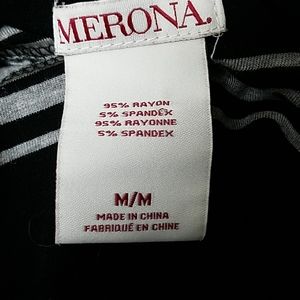 MERONA.
95% RAYON
5% SPANDEX
95% RAYONNE
5% SPANDEX
M/M
MADE IN CHINA
FABRIQUÉ EN CHINE